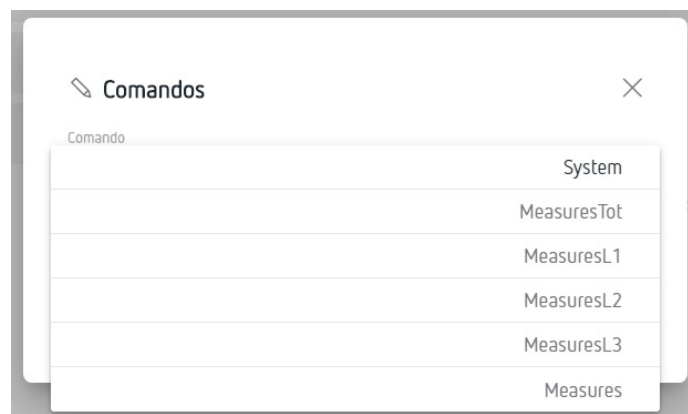 Comandos
Comando
System
MeasuresTot
MeasuresL1
MeasuresL2
MeasuresL3
Measures